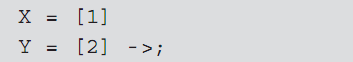 X = [1]
Y = [2] ->;